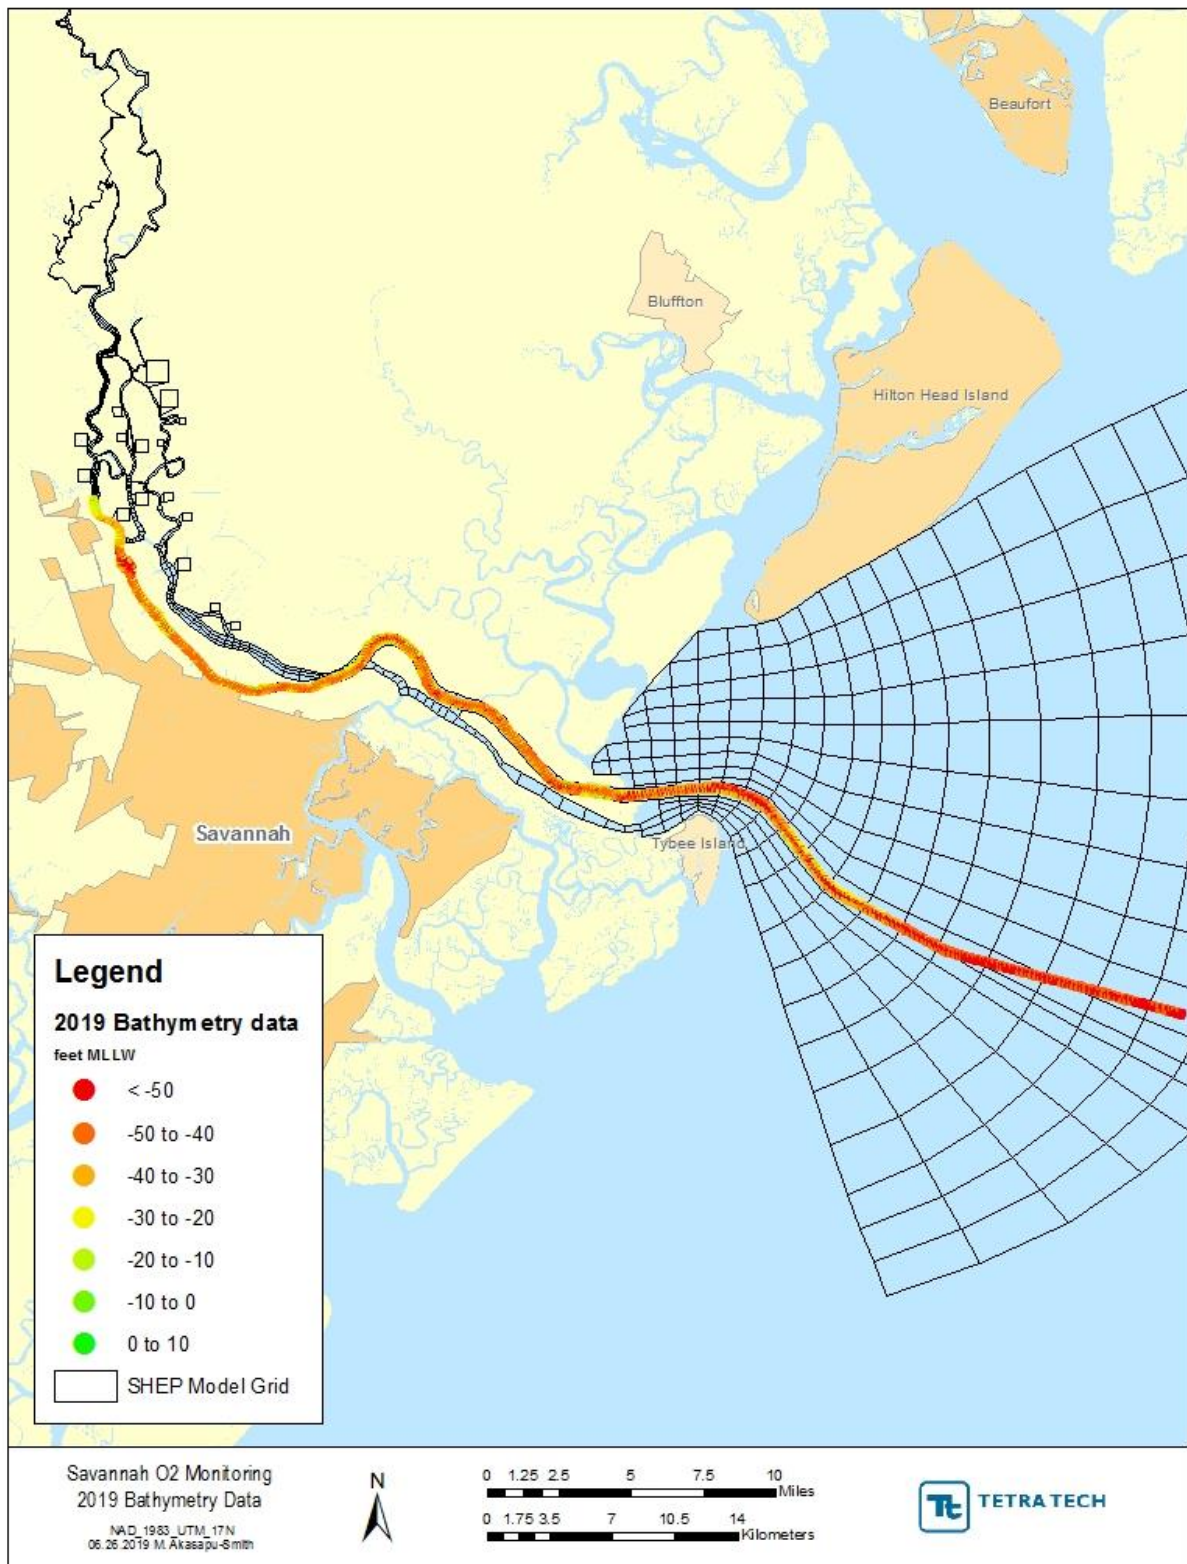 Beaufort
Bluffton
Hilton Head Island
Savannah
Tybee Island
Legend
2019 Bathymetry data
feet MLLW
< -50
-50 to -40
-40 to -30
-30 to -20
-20 to -10
-10 to 0
0 to 10
SHEP Model Grid
Savannah O2 Monitoring
2019 Bathymetry Data
NAD_1983_UTM_17N
06.26.2019 M. Akasapu-Smith
N
0 1.25 2.5 5 7.5 10
Miles
0 1.75 3.5 7 10.5 14
Kilometers
Tt TETRA TECH